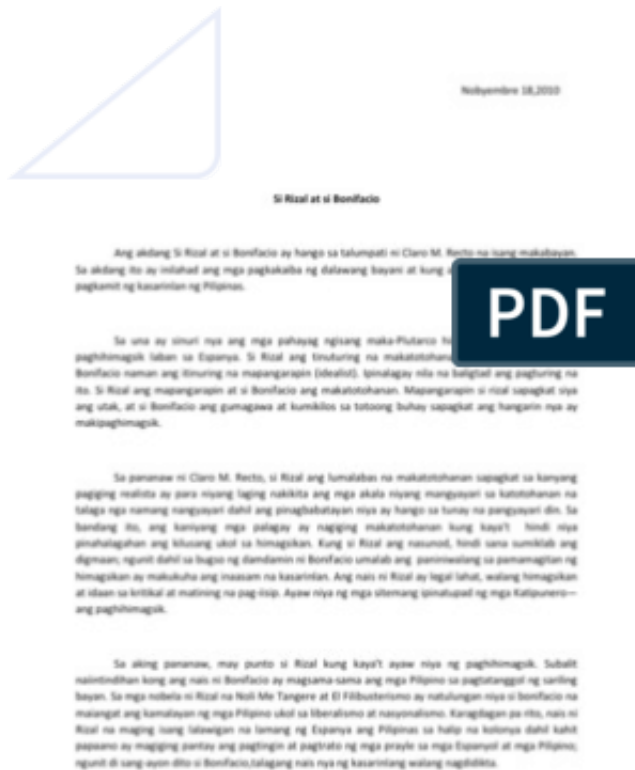 Nobyembre 18,2010
Si Rizal at si Bonifacio
Ang akdang Si Rizal at si Bonifacio ay hango sa talumpati ni Claro M. Recto na isang makabayan.
Sa akdang ito ay inilahad ang mga pagkakaiba ng dalawang bayani at kung
pagkamit ng kasarinlan ng Pilipinas.
PDF
Sa una ay sinuri nya ang mga pahayag ngisang maka-Plutarco
paghihimagsik laban sa Espanya. Si Rizal ang tinuturing na
Bonifacio naman ang itinuring na mapangarapin (idealist). Ipinalagay nila na baligtad ang pagturing na
ito. Si Rizal ang mapangarapin at si Bonifacio ang makatotohanan. Mapangarapin si rizal sapagkat siya
ang utak, at si Bonifacio ang gumagawa at kumikilos sa totoong buhay sapagkat ang hangarin nya ay
makipaghimagsik.
Sa pananaw ni Claro M. Recto, si Rizal ang lumalabas na makatotohanan sapagkat sa kanyang
pagiging realista ay para niyang laging nakikita ang mga akala niyang mangyayari sa katotohanan na
talaga nga namang nangyayari dahil ang pinagbabatayan niya ay hango sa tunay na pangyayari din. Sa
bandang ito, ang kaniyang mga palagay ay nagiging makatotohanan kung kaya't hindi niya
pinahalagahan ang kilusang ukol sa himagsikan. Kung si Rizal ang nasunod, hindi sana sumiklab ang
digmaan; ngunit dahil sa bugso ng damdamin ni Bonifacio umalab ang paniniwalang sa pamamagitan ng
himagsikan ay makukuha ang inaasam na kasarinlan. Ang nais ni Rizal ay legal lahat, walang himagsikan
at idaan sa kritikal at matining na pag-iisip. Ayaw niya ng mga sitemang ipinatupad ng mga Katipunero—
ang paghihimagsik.
Sa aking pananaw, may punto si Rizal kung kaya't ayaw niya ng paghihimagsik. Subalit
naiintindihan kong ang nais ni Bonifacio ay magsama-sama ang mga Pilipino sa pagtatanggol ng sariling
bayan. Sa mga nobela ni Rizal na Noli Me Tangere at El Filibusterismo ay natulungan niya si bonifacio na
maiangat ang kamalayan ng mga Pilipino ukol sa liberalismo at nasyonalismo. Karagdagan pa rito, nais ni
Rizal na maging isang lalawigan na lamang ng Espanya ang Pilipinas sa halip na kolonya dahil kahit
papaano ay magiging pantay ang pagtingin at pagtrato ng mga prayle sa mga Espanyol at mga Pilipino;
ngunit di sang-ayon dito si Bonifacio,talagang nais nya ng kasarinlang walang nagdidikta.